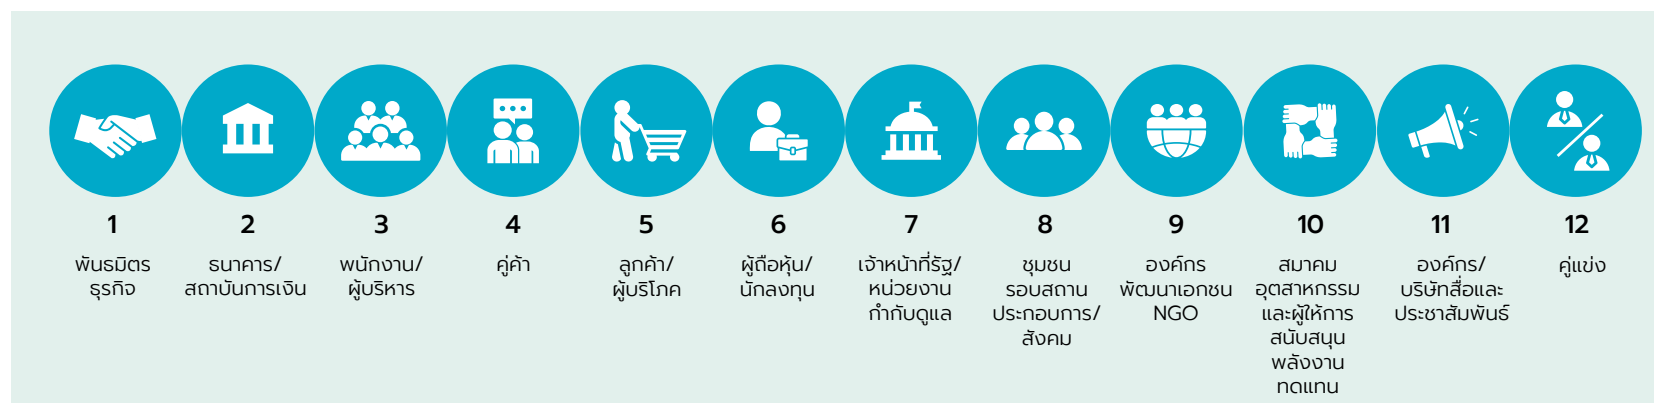 1
พันธมิตร
ธุรกิจ
2
ธนาคาร/
สถาบันการเงิน
3
พนักงาน/
ผู้บริหาร
4
คู่ค้า
5
ลูกค้า/
ผู้บริโภค
6
ผู้ถือหุ้น/
นักลงทุน
7
เจ้าหน้าที่รัฐ/
หน่วยงาน
กำกับดูแล
8
ชุมชน
รอบสถาน
ประกอบการ/
สังคม
9
องค์กร
พัฒนาเอกชน
NGO
10
สมาคม
อุตสาหกรรม
และผู้ให้การ
สนับสนุน
พลังงาน
ทดแทน
11
องค์กร/
บริษัทสื่อและ
ประชาสัมพันธ์
12
คู่แข่ง